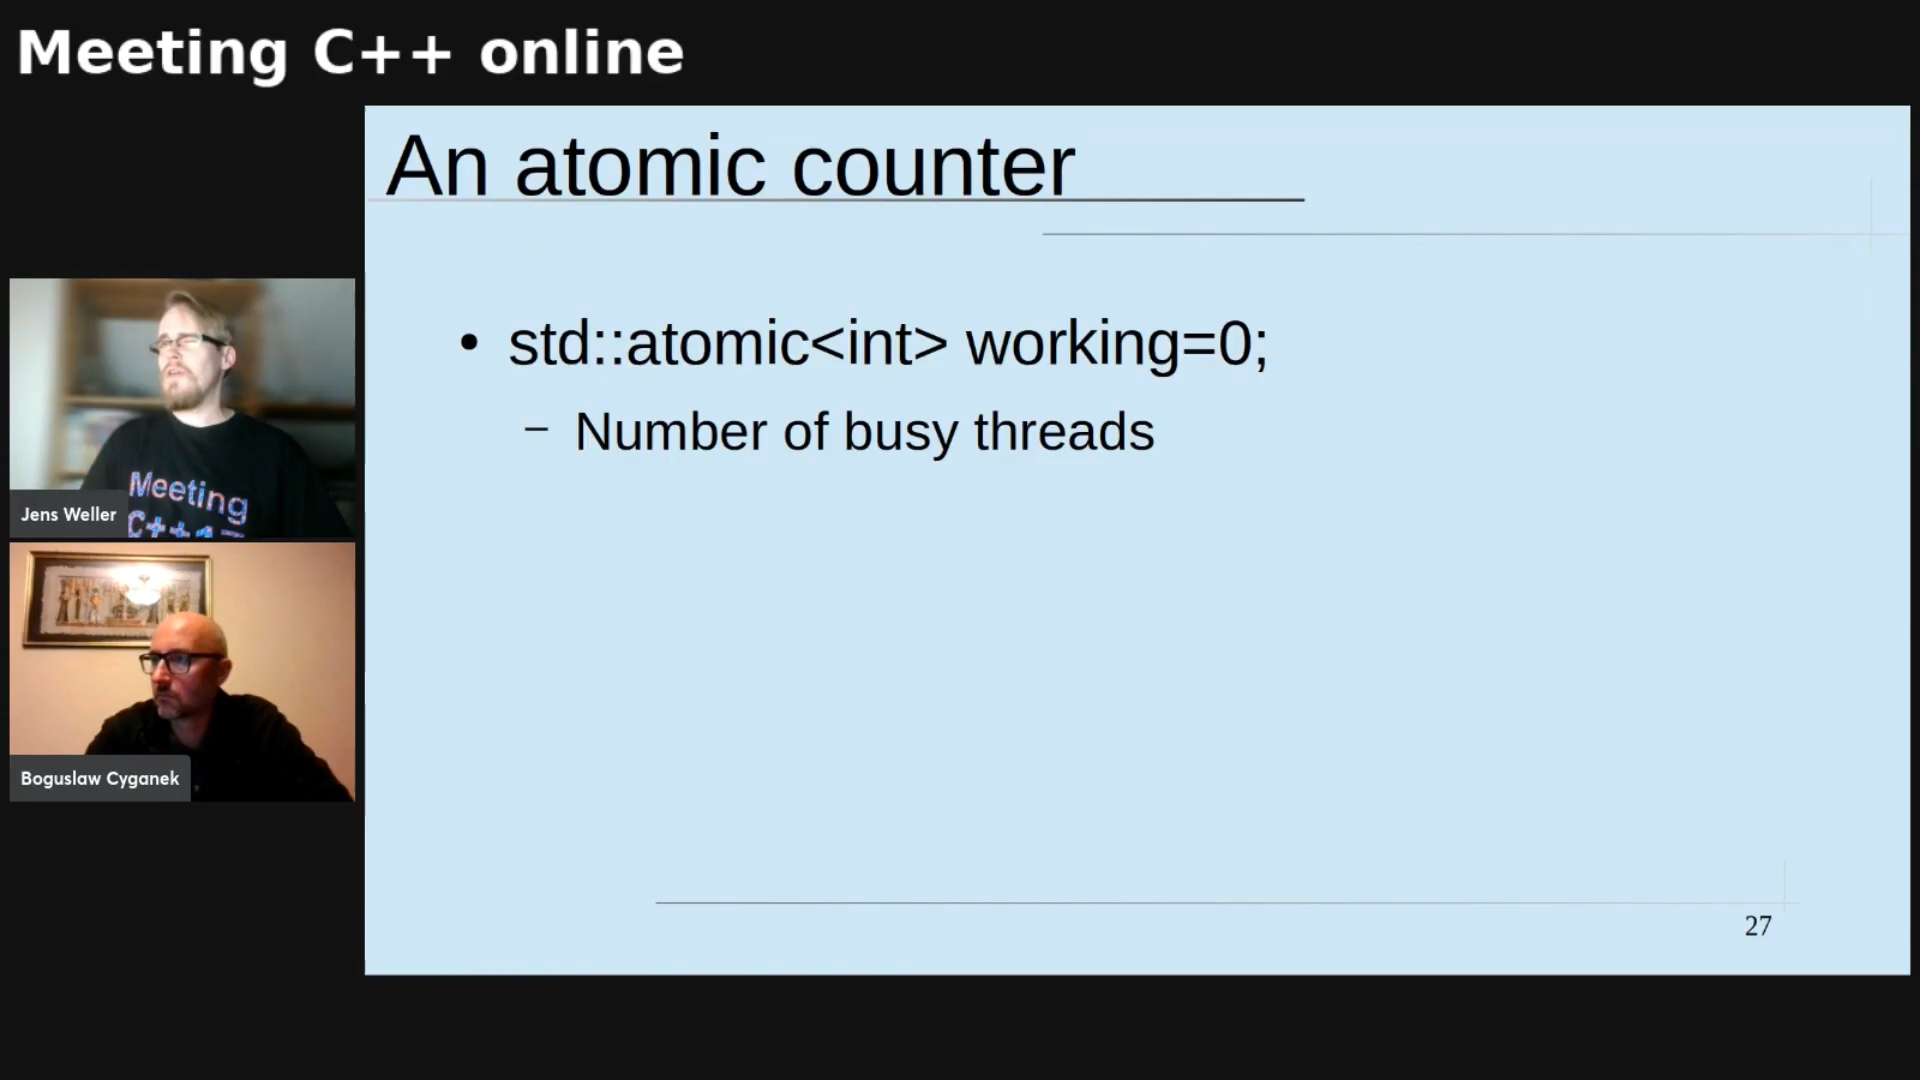 Meeting C++ online
An atomic counter
• std::atomic<int> working=0;
– Number of busy threads
Meeting
Jens Weller
Boguslaw Cyganek
27